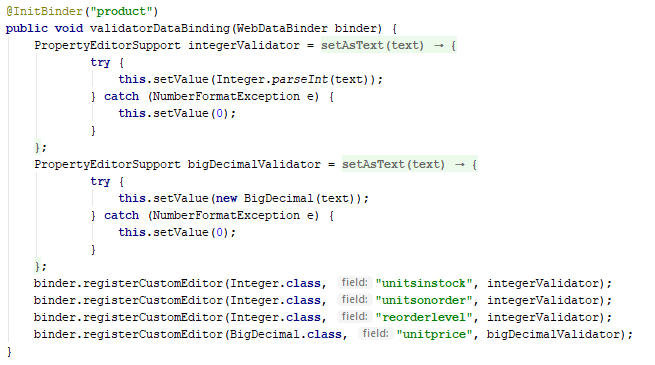 @InitBinder("product")
public void validatorDataBinding(WebDataBinder binder) {
    PropertyEditorSupport integerValidator = setAsText(text) → {
            try {
                this.setValue(Integer.parseInt(text));
            } catch (NumberFormatException e) {
                this.setValue(0);
            }
    };
    PropertyEditorSupport bigDecimalValidator = setAsText(text) → {
            try {
                this.setValue(new BigDecimal(text));
            } catch (NumberFormatException e) {
                this.setValue(0);
            }
    };
    binder.registerCustomEditor(Integer.class, field: "unitsinstock", integerValidator);
    binder.registerCustomEditor(Integer.class, field: "unitsonorder", integerValidator);
    binder.registerCustomEditor(Integer.class, field: "reorderlevel", integerValidator);
    binder.registerCustomEditor(BigDecimal.class, field: "unitprice", bigDecimalValidator);
}